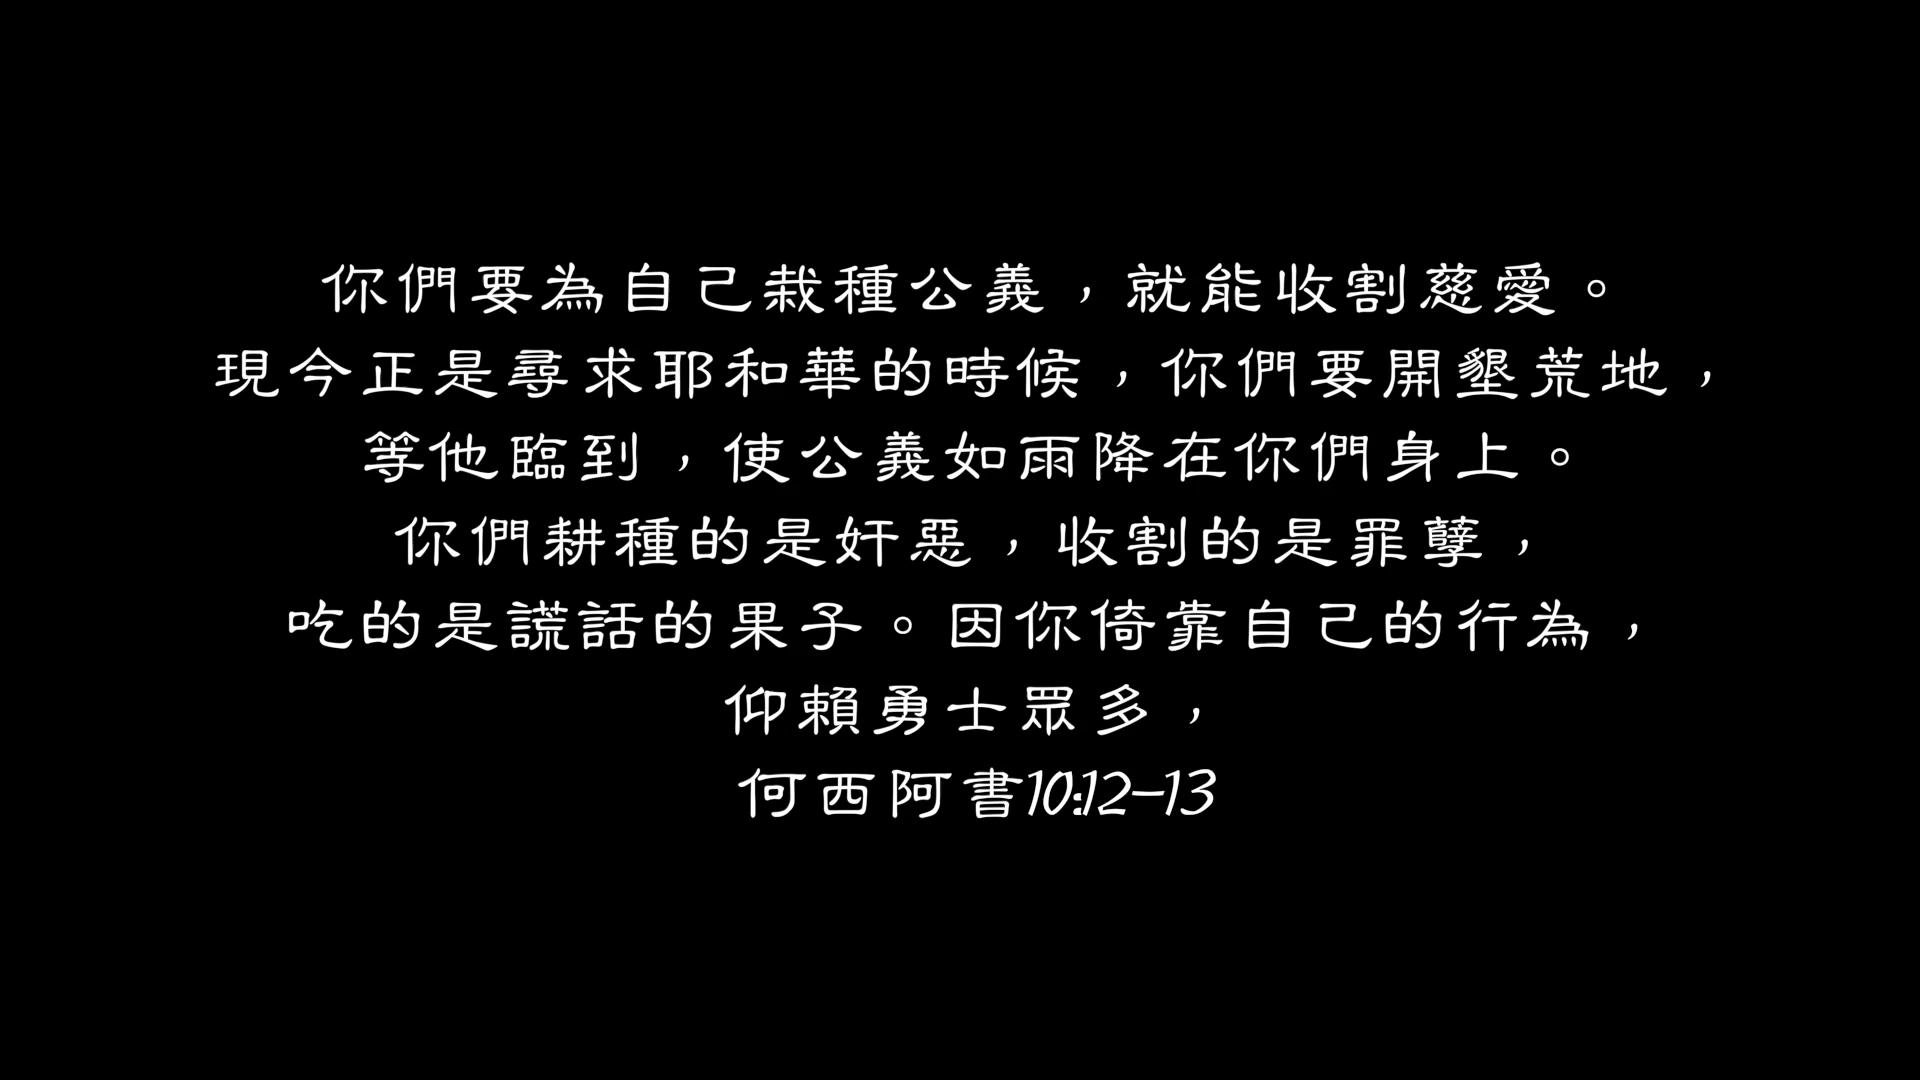 你們要為自己栽種公義，就能收割慈愛。
現今正是尋求耶和華的時候，你們要開墾荒地，
等他臨到，使公義如雨降在你們身上。
你們耕種的是奸惡，收割的是罪孽，
吃的是謊話的果子。因你倚靠自己的行為，
仰賴勇士眾多，
何西阿書10:12-13